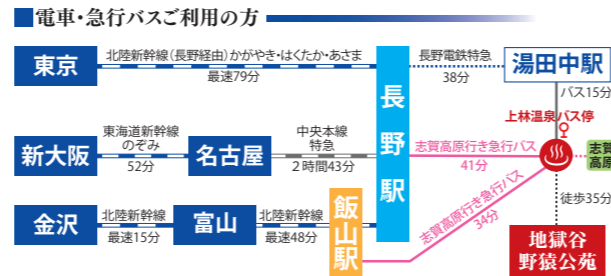 ■電車・急行バスご利用の方
東京
北陸新幹線(長野経由)かがやき・はくたか・あさま
最速79分
長野駅
長野電鉄特急
38分
湯田中駅
バス15分
上林温泉バス停
新大阪
東海道新幹線
のぞみ
52分
名古屋
中央本線
特急
2時間43分
志賀高原行き急行バス
41分
志賀
高原
金沢
北陸新幹線
最速15分
富山
北陸新幹線
最速48分
飯山駅
志賀高原行き急行バス
34分
徒歩35分
地獄谷
野猿公苑